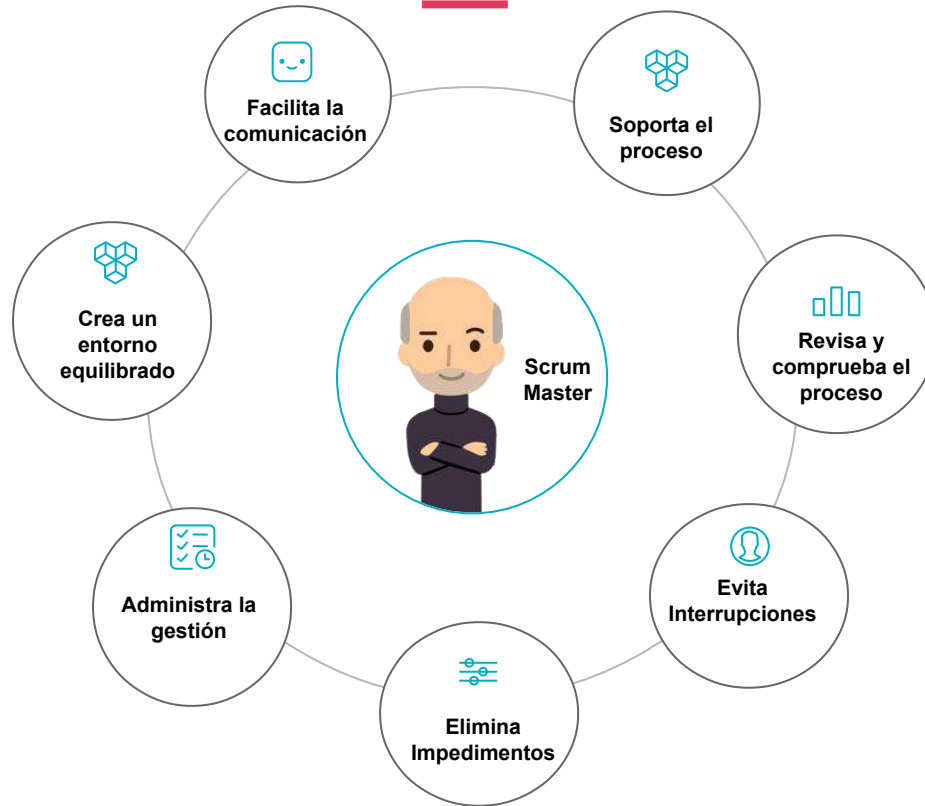 Facilita la
comunicación
Soporta el
proceso
Crea un
entorno
equilibrado
Scrum
Master
Revisa y
comprueba el
proceso
Administra la
gestión
Evita
Interrupciones
Elimina
Impedimentos